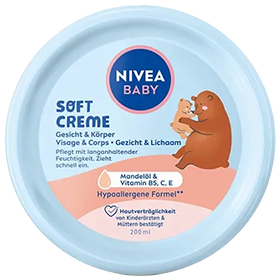 NIVEA
BABY
SOFT
CREME
Gesicht & Körper
Visage & Corps • Gezicht & Lichaam
Pflegt mit langanhaltender
Feuchtigkeit. Zieht
schnell ein.
Mandelöl &
Vitamin B5, C, E
Hypoallergene Formel**
Hautverträglichkeit
von Kinderärzten &
Müttern bestätigt
200 ml